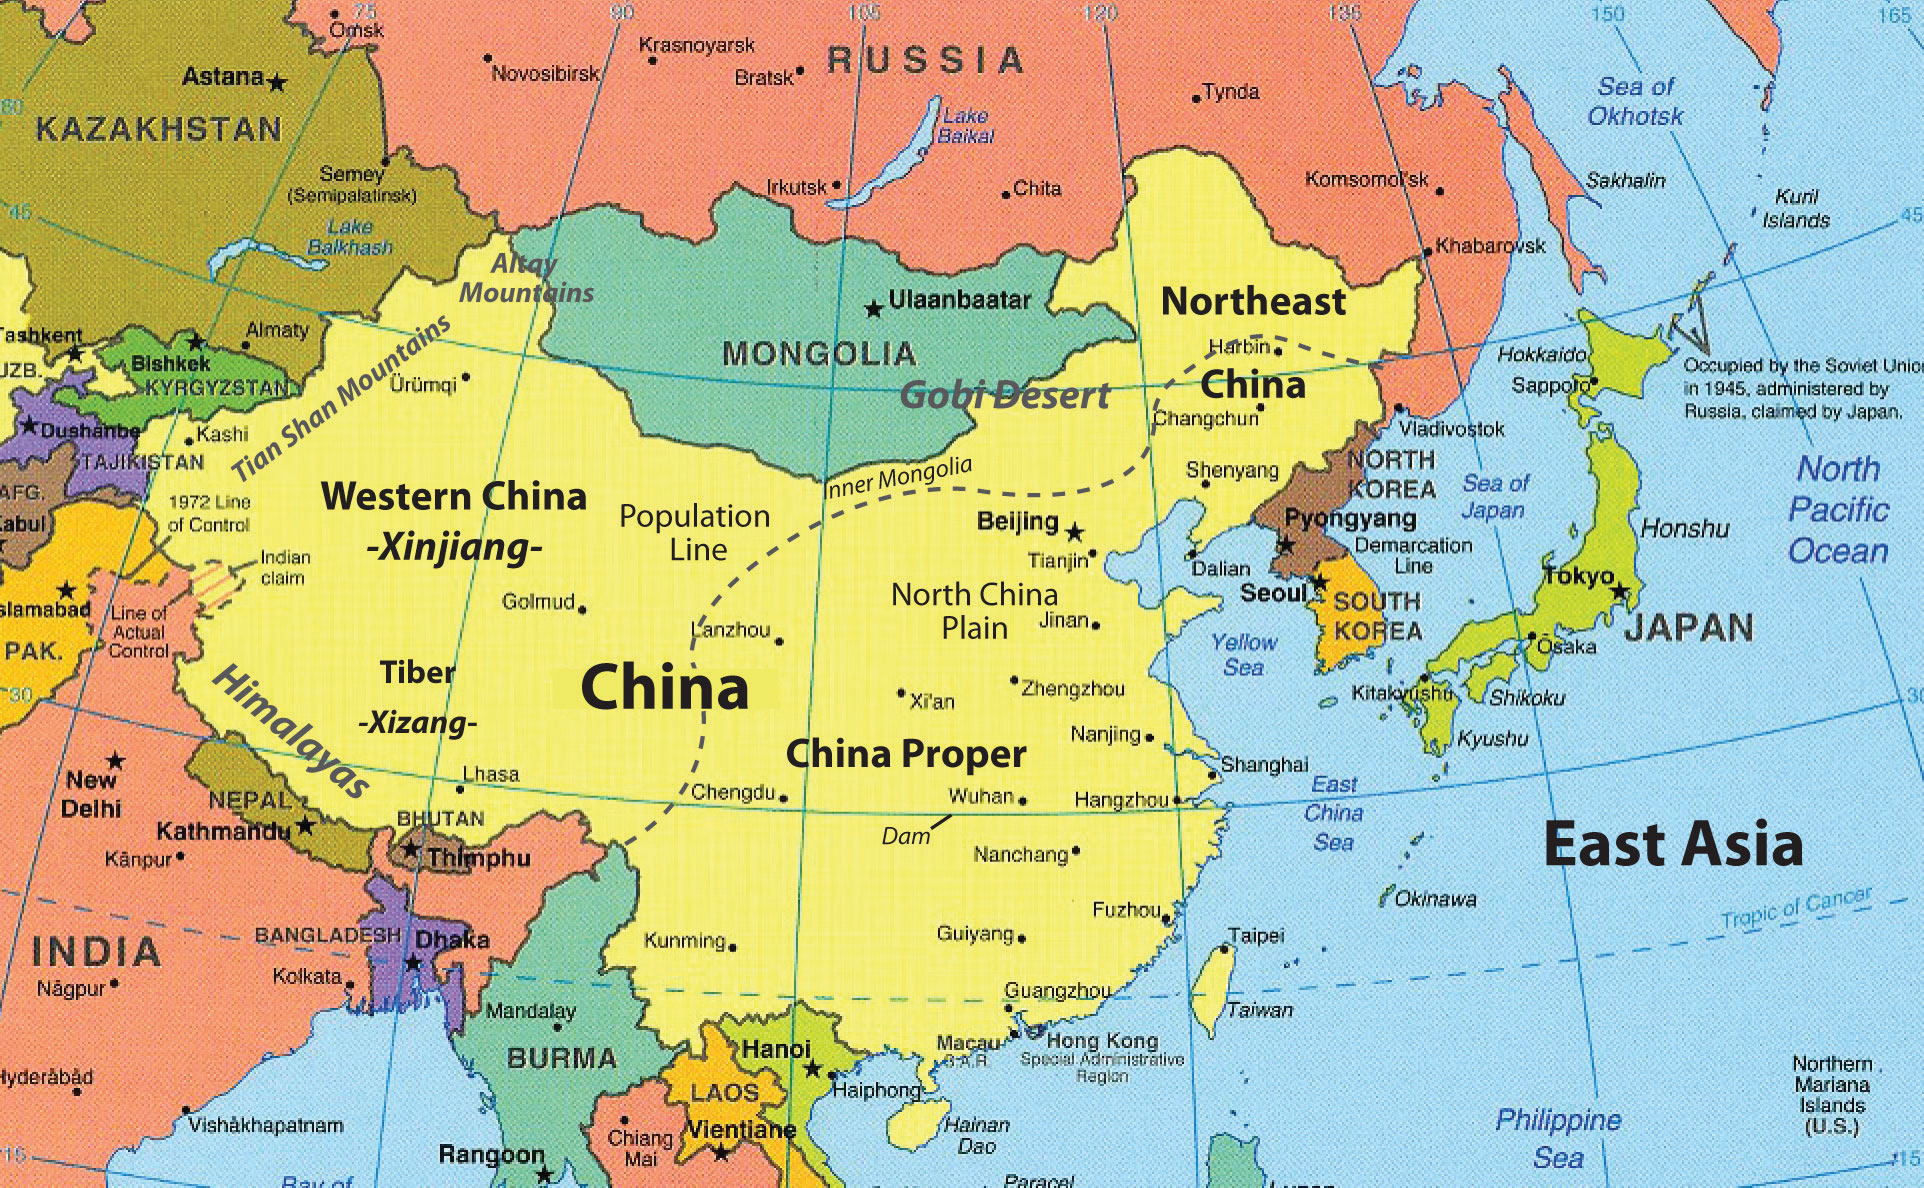 75
90
105
120
135
150
165
Omsk
Krasnoyarsk
Novosibirsk
Bratsk
RUSSIA
Tynda
Sea of
Okhotsk
Astana
KAZAKHSTAN
60
Lake
Baikal
Semey
(Semipalatinsk)
Irkutsk
Chita
Komsomol'sk
Sakhalin
Kuril
Islands
45
45
Lake
Balkhash
Khabarovsk
Altay
Mountains
Ulaanbaatar
MONGOLIA
Gobi Desert
Northeast
China
Harbin
Changchun
Hokkaido
Sapporo
Occupied by the Soviet Union
in 1945, administered by
Russia, claimed by Japan.
Tashkent
UZB.
Almaty
Bishkek
KYRGYZSTAN
Tian Shan Mountains
Ürümqi
Dushanbe
TAJIKISTAN
Kashi
Vladivostok
AFG.
Kabul
1972 Line
of Control
Indian
claim
Western China
-Xinjiang-
Population
Line
Inner Mongolia
Shenyang
NORTH
KOREA
Sea of
Japan
North
Pacific
Ocean
Beijing
Tianjin
Pyongyang
Demarcation
Line
Dalian
Seoul
SOUTH
KOREA
Honshu
Tokyo
JAPAN
Islamabad
PAK.
Line of
Actual
Control
Golmud
Lanzhou
North China
Plain
Jinan
Yellow
Sea
Ōsaka
Kitakyūshū
Shikoku
Kyushu
30
30
Himalayas
Tiber
-Xizang-
China
Xi'an
Zhengzhou
China Proper
Nanjing
Shanghai
New
Delhi
Lhasa
Chengdu
Wuhan
Hangzhou
East
China
Sea
NEPAL
Kathmandu
BHUTAN
Thimphu
Kānpur
Dam
Nanchang
East Asia
Okinawa
Tropic of Cancer
Fuzhou
INDIA
Nāgpur
BANGLADESH
Dhaka
Kolkata
Kunming
Guiyang
Taipei
Taiwan
Guangzhou
Mandalay
BURMA
Hanoi
Haiphong
Macau
S.A.R.
Hong Kong
Special Administrative
Region
Hyderābād
LAOS
Vientiane
Hainan
Dao
Northern
Mariana
Islands
(U.S.)
Vishākhapatnam
Chiang
Mai
Rangoon
Philippine
Sea
15
15
Bay of
Paracel
Luzon